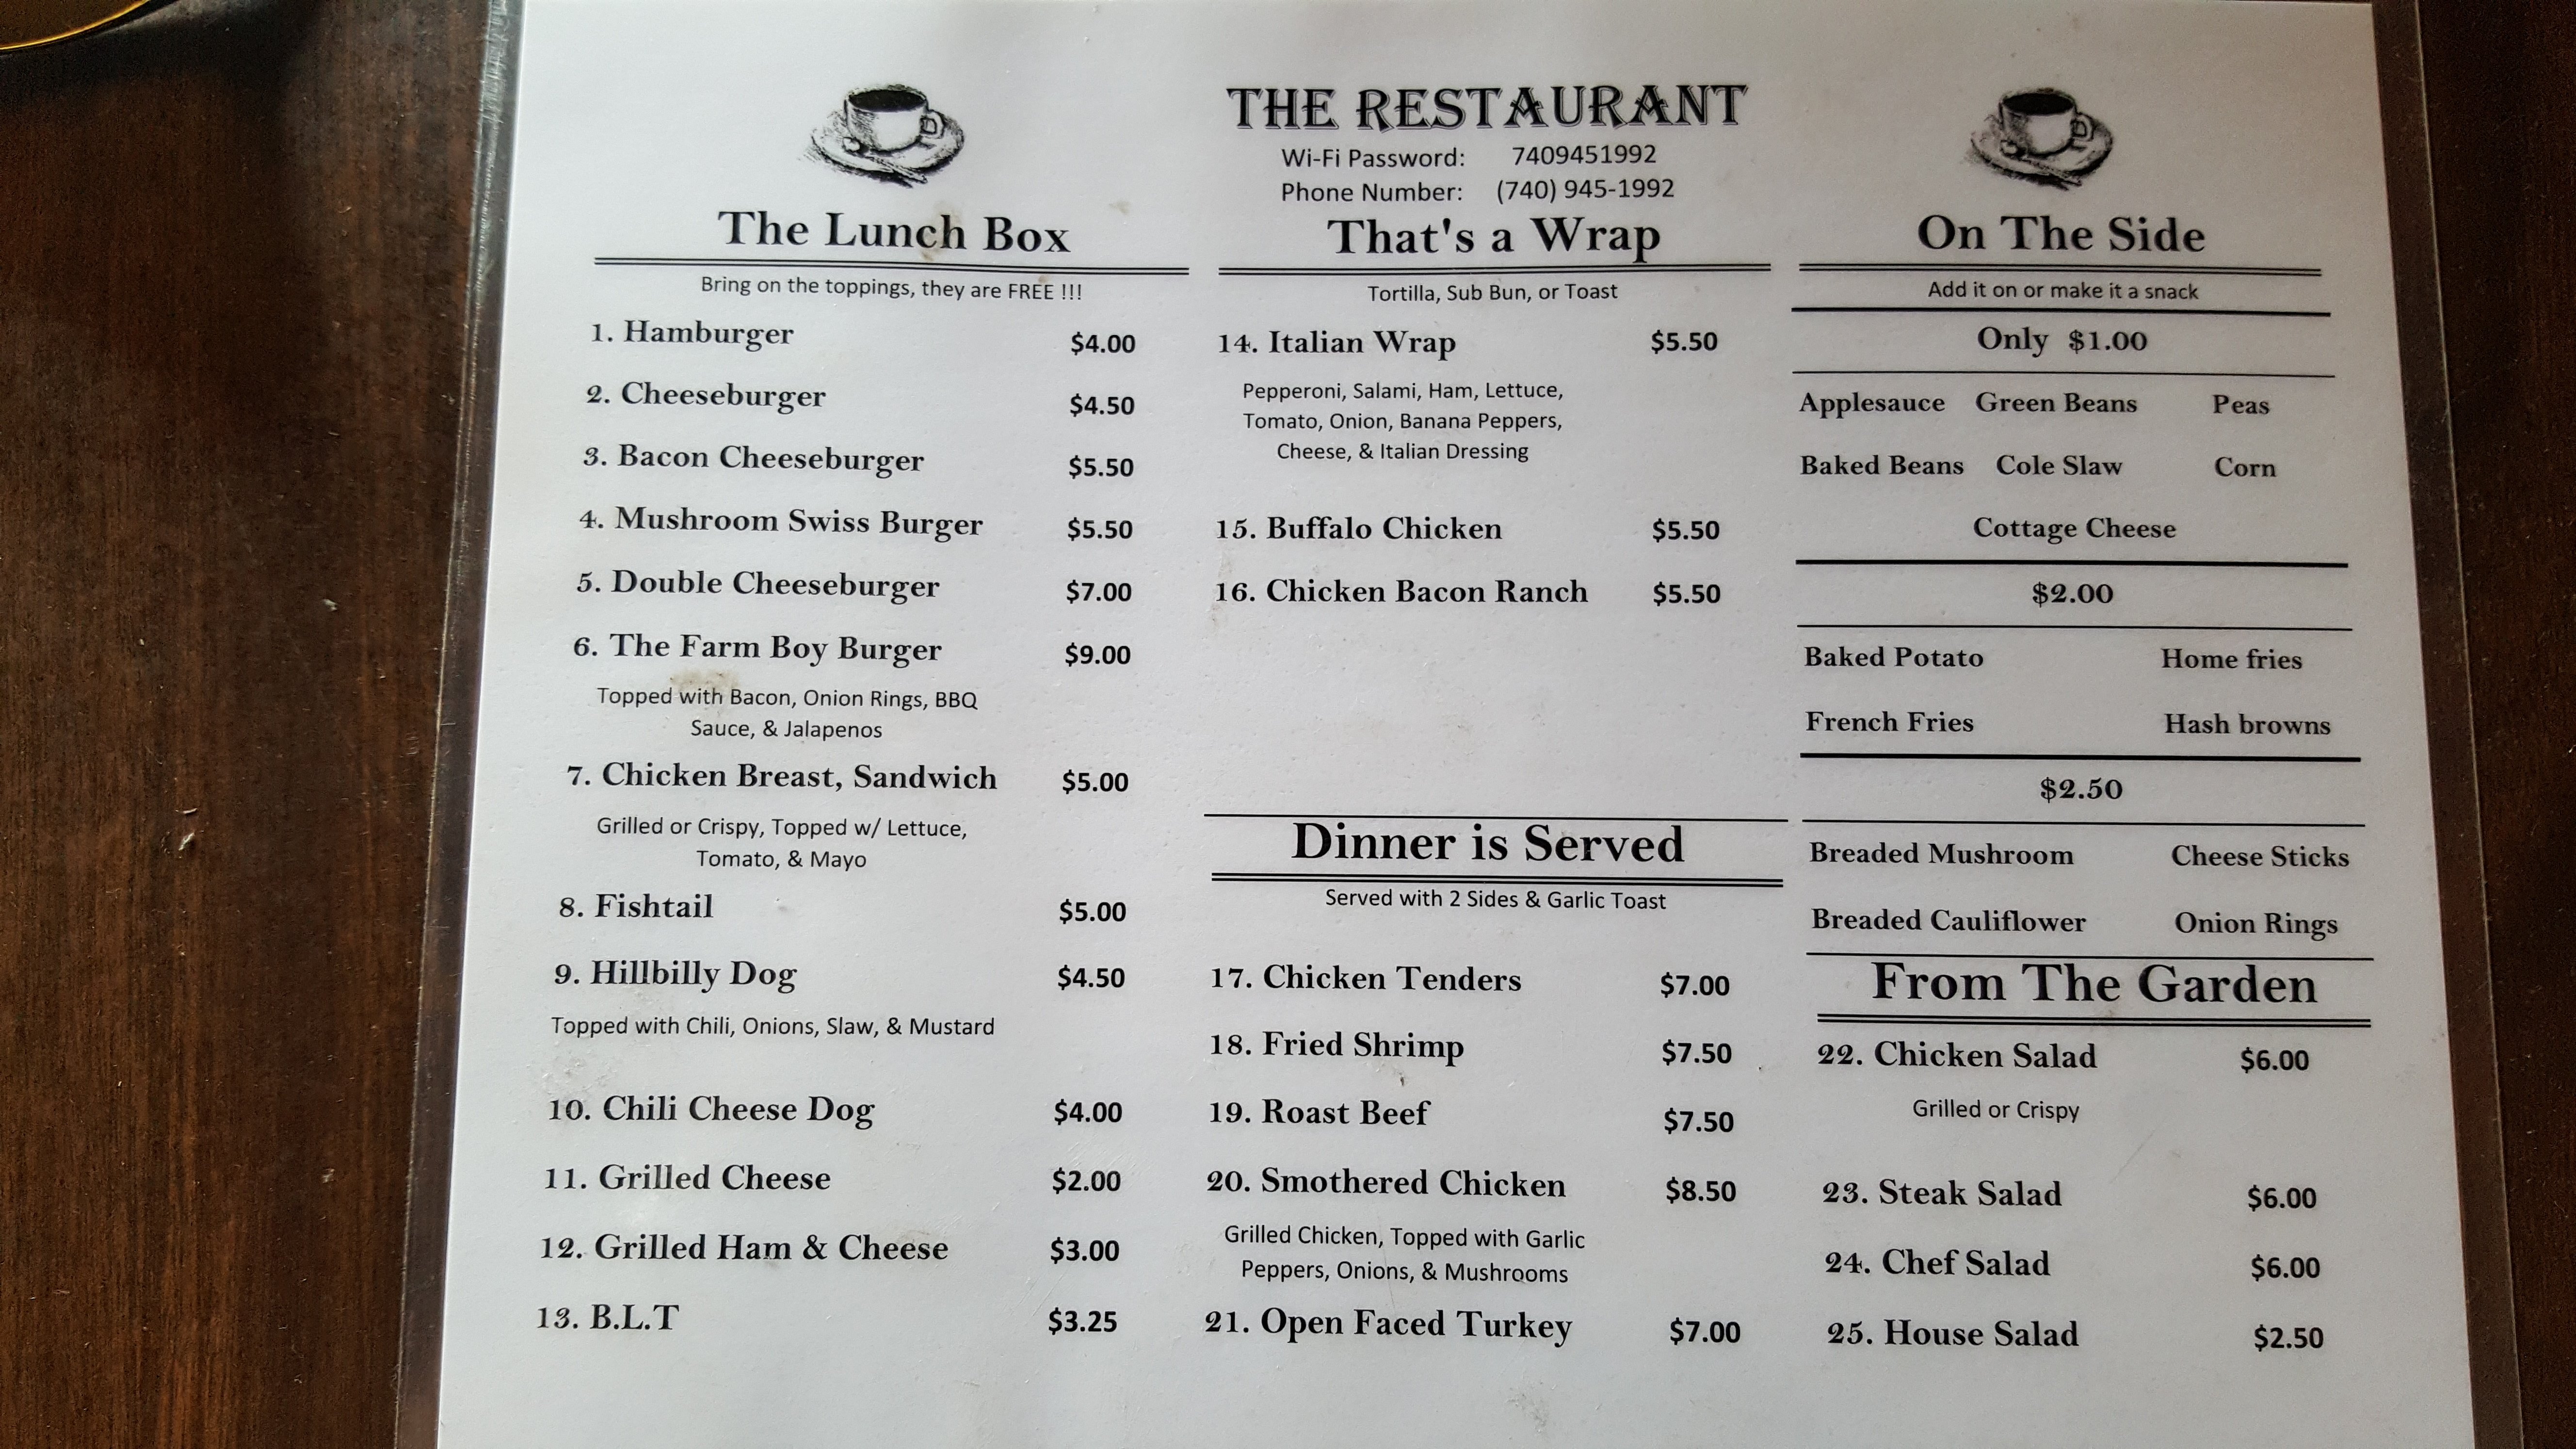 THE RESTAURANT
Wi-Fi Password: 7409451992
Phone Number: (740) 945-1992
The Lunch Box
Bring on the toppings, they are FREE !!!
1. Hamburger $4.00
2. Cheeseburger $4.50
3. Bacon Cheeseburger $5.50
4. Mushroom Swiss Burger $5.50
5. Double Cheeseburger $7.00
6. The Farm Boy Burger $9.00
Topped with Bacon, Onion Rings, BBQ
Sauce, & Jalapenos
7. Chicken Breast, Sandwich $5.00
Grilled or Crispy, Topped w/ Lettuce,
Tomato, & Mayo
8. Fishtail $5.00
9. Hillbilly Dog $4.50
Topped with Chili, Onions, Slaw, & Mustard
10. Chili Cheese Dog $4.00
11. Grilled Cheese $2.00
12. Grilled Ham & Cheese $3.00
13. B.L.T $3.25
That's a Wrap
Tortilla, Sub Bun, or Toast
14. Italian Wrap $5.50
Pepperoni, Salami, Ham, Lettuce,
Tomato, Onion, Banana Peppers,
Cheese, & Italian Dressing
15. Buffalo Chicken $5.50
16. Chicken Bacon Ranch $5.50
Dinner is Served
Served with 2 Sides & Garlic Toast
17. Chicken Tenders $7.00
18. Fried Shrimp $7.50
19. Roast Beef $7.50
20. Smothered Chicken $8.50
Grilled Chicken, Topped with Garlic
Peppers, Onions, & Mushrooms
21. Open Faced Turkey $7.00
On The Side
Add it on or make it a snack
Only $1.00
Applesauce Green Beans Peas
Baked Beans Cole Slaw Corn
Cottage Cheese
$2.00
Baked Potato Home fries
French Fries Hash browns
$2.50
Breaded Mushroom Cheese Sticks
Breaded Cauliflower Onion Rings
From The Garden
22. Chicken Salad $6.00
Grilled or Crispy
23. Steak Salad $6.00
24. Chef Salad $6.00
25. House Salad $2.50